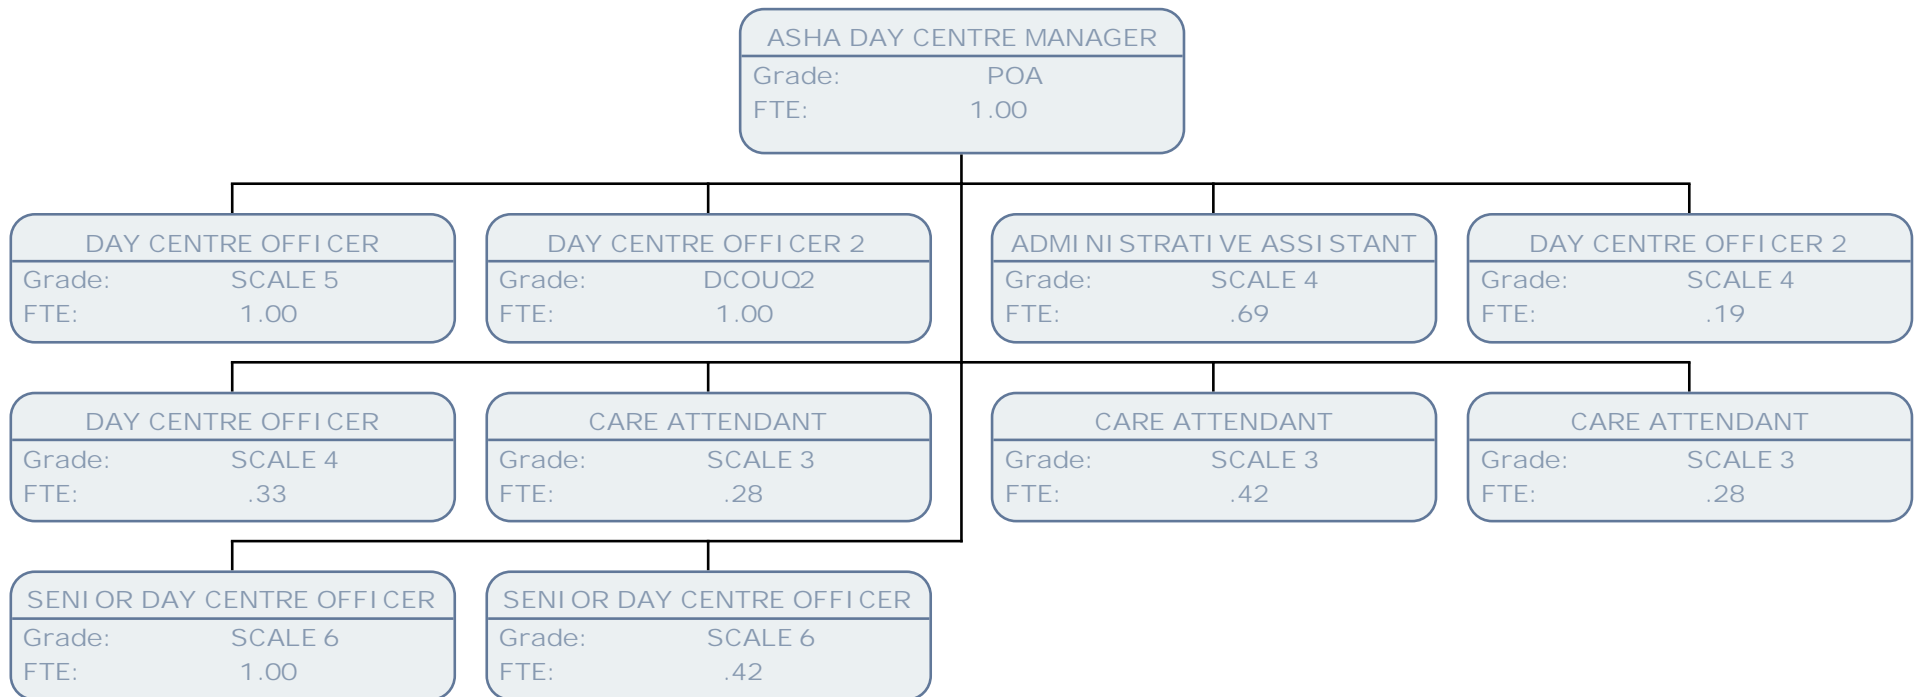 ASHA DAY CENTRE MANAGER
Grade: POA
FTE: 1.00
DAY CENTRE OFFICER
Grade: SCALE 5
FTE: 1.00
DAY CENTRE OFFICER 2
Grade: DCOUQ2
FTE: 1.00
ADMINISTRATIVE ASSISTANT
Grade: SCALE 4
FTE: .69
DAY CENTRE OFFICER 2
Grade: SCALE 4
FTE: .19
DAY CENTRE OFFICER
Grade: SCALE 4
FTE: .33
CARE ATTENDANT
Grade: SCALE 3
FTE: .28
CARE ATTENDANT
Grade: SCALE 3
FTE: .42
CARE ATTENDANT
Grade: SCALE 3
FTE: .28
SENIOR DAY CENTRE OFFICER
Grade: SCALE 6
FTE: 1.00
SENIOR DAY CENTRE OFFICER
Grade: SCALE 6
FTE: .42